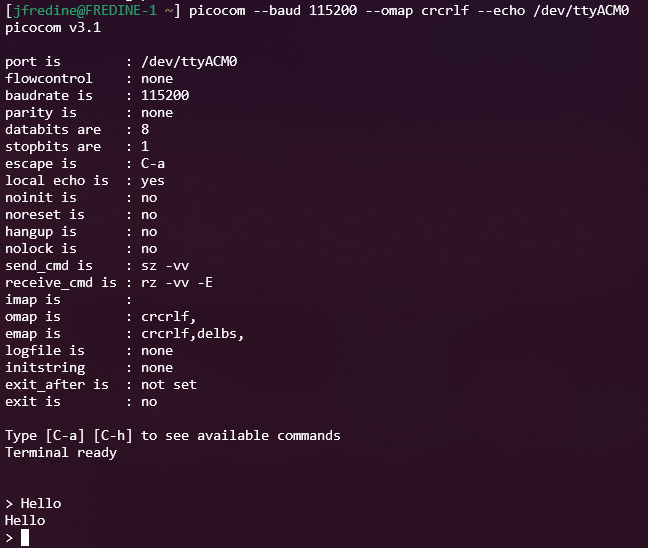 [jfredine@FREDINE-1 ~] picocom --baud 115200 --omap crcrlf --echo /dev/ttyACM0
picocom v3.1

port is        : /dev/ttyACM0
flowcontrol    : none
baudrate is    : 115200
parity is      : none
databits are   : 8
stopbits are   : 1
escape is      : C-a
local echo is  : yes
noinit is      : no
noreset is     : no
hangup is      : no
nolock is      : no
send_cmd is    : sz -vv
receive_cmd is : rz -vv -E
imap is        :
omap is        : crcrlf,
emap is        : crcrlf,delbs,
logfile is     : none
initstring     : none
exit_after is  : not set
exit is        : no

Type [C-a] [C-h] to see available commands
Terminal ready

> Hello
Hello
>